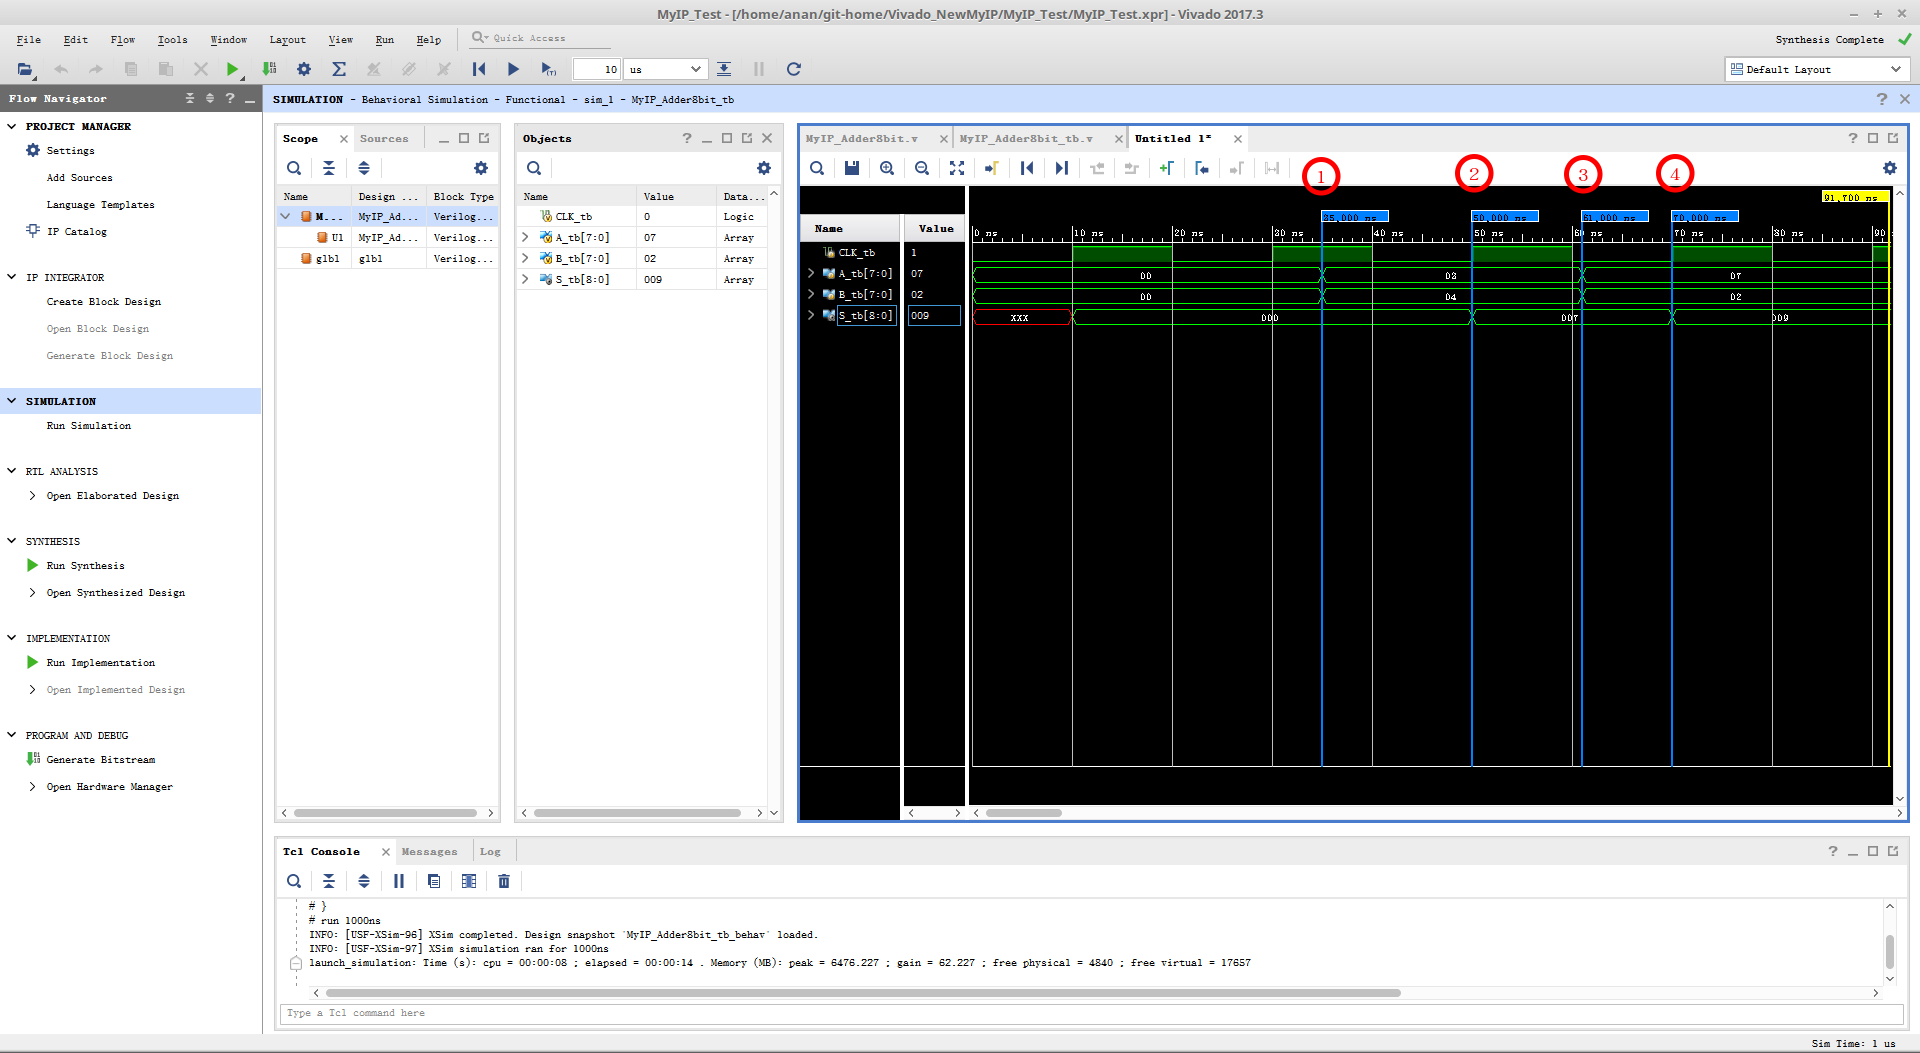 MyIP_Test - [/home/anan/git-home/Vivado_NewMyIP/MyIP_Test/MyIP_Test.xpr] - Vivado 2017.3
File Edit Flow Tools Window Layout View Run Help Quick Access
Synthesis Complete
10 us
Default Layout
Flow Navigator
PROJECT MANAGER
Settings
Add Sources
Language Templates
IP Catalog
IP INTEGRATOR
Create Block Design
Open Block Design
Generate Block Design
SIMULATION
Run Simulation
RTL ANALYSIS
Open Elaborated Design
SYNTHESIS
Run Synthesis
Open Synthesized Design
IMPLEMENTATION
Run Implementation
Open Implemented Design
PROGRAM AND DEBUG
Generate Bitstream
Open Hardware Manager
SIMULATION - Behavioral Simulation - Functional - sim_1 - MyIP_Adder8bit_tb
Scope Sources
Name Design ... Block Type
M... MyIP_Ad... Verilog...
U1 MyIP_Ad... Verilog...
glbl glbl Verilog...
Objects
Name Value Data...
CLK_tb 0 Logic
A_tb[7:0] 07 Array
B_tb[7:0] 02 Array
S_tb[8:0] 009 Array
MyIP_Adder8bit.v MyIP_Adder8bit_tb.v Untitled 1*
1 2 3 4
91,700 ns
35,000 ns 50,000 ns 61,000 ns 70,000 ns
Name Value
0 ns 10 ns 20 ns 30 ns 40 ns 50 ns 60 ns 70 ns 80 ns 90
CLK_tb 1
A_tb[7:0] 07 00 03 07
B_tb[7:0] 02 00 04 02
S_tb[8:0] 009 XXX 000 007 009
Tcl Console Messages Log
# }
# run 1000ns
INFO: [USF-XSim-96] XSim completed. Design snapshot 'MyIP_Adder8bit_tb_behav' loaded.
INFO: [USF-XSim-97] XSim simulation ran for 1000ns
launch_simulation: Time (s): cpu = 00:00:08 ; elapsed = 00:00:14 . Memory (MB): peak = 6476.227 ; gain = 62.227 ; free physical = 4840 ; free virtual = 17657
Type a Tcl command here
Sim Time: 1 us